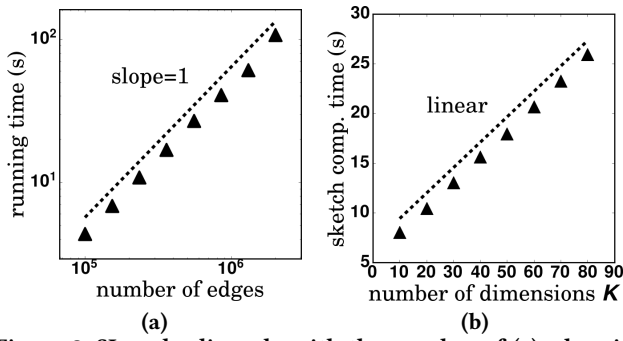 10²
10¹
running time (s)
slope=1
10⁵
10⁶
number of edges
(a)
30
25
20
15
10
5
sketch comp. time (s)
linear
0 10 20 30 40 50 60 70 80 90
number of dimensions K
(b)